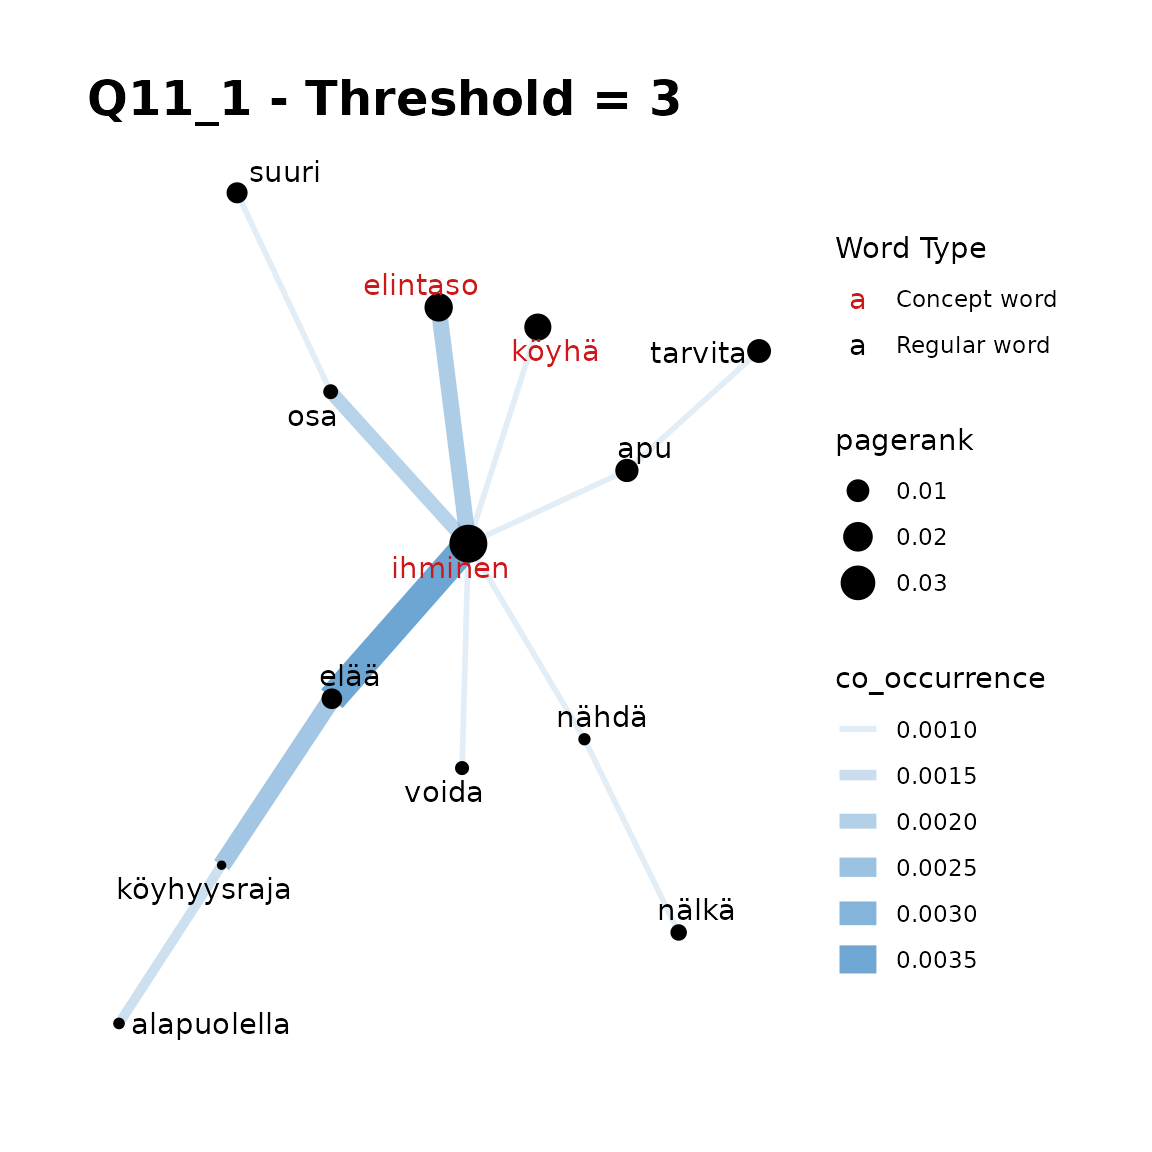 Q11_1 - Threshold = 3
suuri
elintaso
köyhä
tarvita
osa
apu
ihminen
elää
nähdä
voida
köyhyysraja
nälkä
alapuolella
Word Type
a Concept word
a Regular word
pagerank
0.01
0.02
0.03
co_occurrence
0.0010
0.0015
0.0020
0.0025
0.0030
0.0035